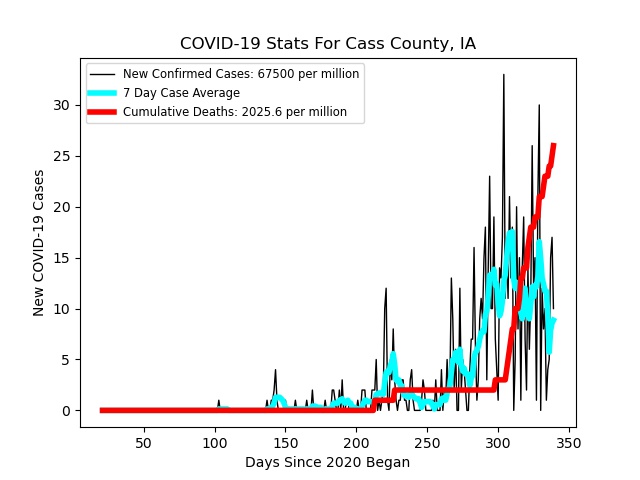 COVID-19 Stats For Cass County, IA
New Confirmed Cases: 67500 per million
7 Day Case Average
Cumulative Deaths: 2025.6 per million
New COVID-19 Cases
30
25
20
15
10
5
0
50 100 150 200 250 300 350
Days Since 2020 Began